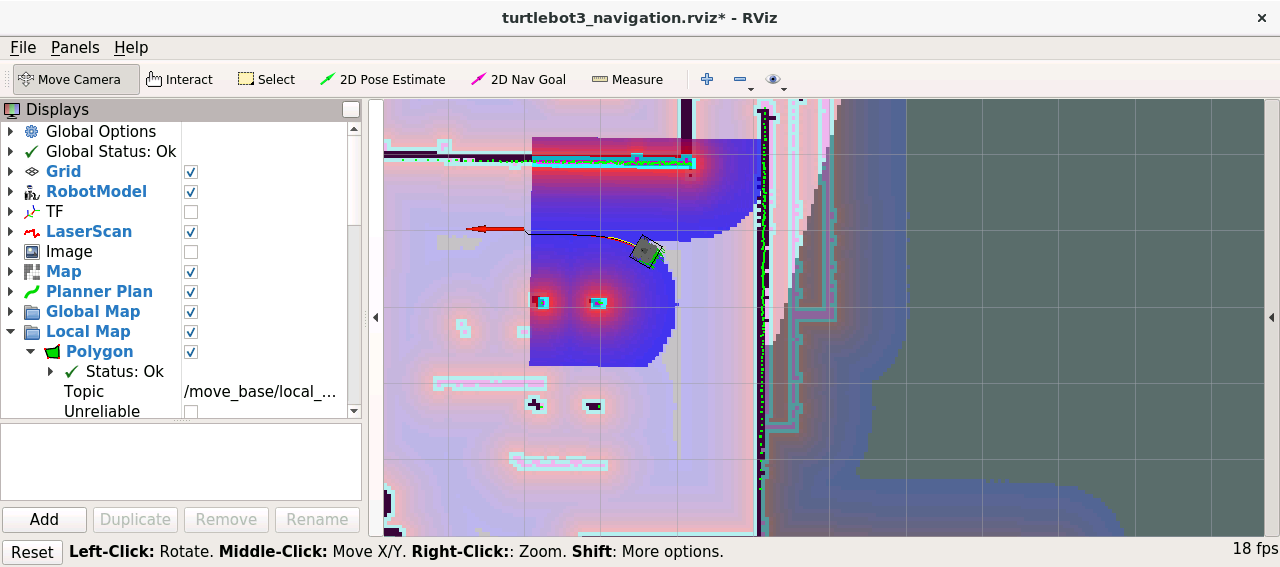 turtlebot3_navigation.rviz* - RViz
File Panels Help
Move Camera Interact Select 2D Pose Estimate 2D Nav Goal Measure
Displays
Global Options
Global Status: Ok
Grid
RobotModel
TF
LaserScan
Image
Map
Planner Plan
Global Map
Local Map
Polygon
Status: Ok
Topic /move_base/local_...
Unreliable
Add Duplicate Remove Rename
Reset Left-Click: Rotate. Middle-Click: Move X/Y. Right-Click:: Zoom. Shift: More options. 18 fps